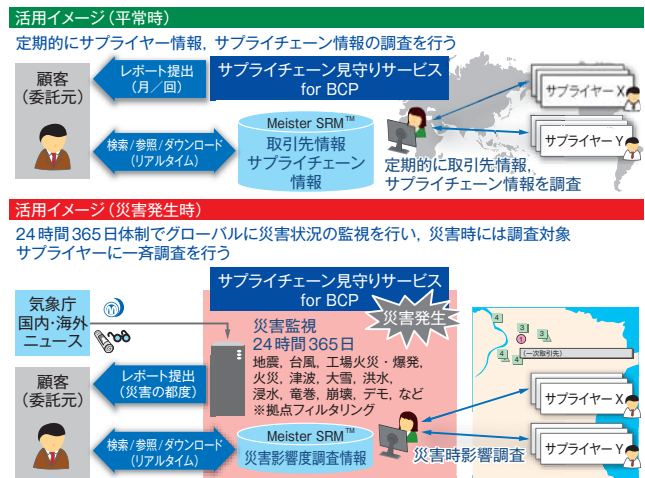 活用イメージ(平常時)
定期的にサプライヤー情報,サプライチェーン情報の調査を行う
顧客
(委託元)
レポート提出
(月/回)
検索/参照/ダウンロード
(リアルタイム)
サプライチェーン見守りサービス
for BCP
Meister SRM™
取引先情報
サプライチェーン
情報
サプライヤー X
サプライヤー Y
定期的に取引先情報,
サプライチェーン情報を調査
活用イメージ(災害発生時)
24時間365日体制でグローバルに災害状況の監視を行い,災害時には調査対象
サプライヤーに一斉調査を行う
気象庁
国内・海外
ニュース
顧客
(委託元)
レポート提出
(災害の都度)
検索/参照/ダウンロード
(リアルタイム)
サプライチェーン見守りサービス
for BCP
災害発生
災害監視
24時間365日
地震,台風,工場火災・爆発,
火災,津波,大雪,洪水,
浸水,竜巻,崩壊,デモ,など
※拠点フィルタリング
Meister SRM™
災害影響度調査情報
災害時影響調査
4
3
1
3
4
4
(一次取引先)
サプライヤー X
サプライヤー Y